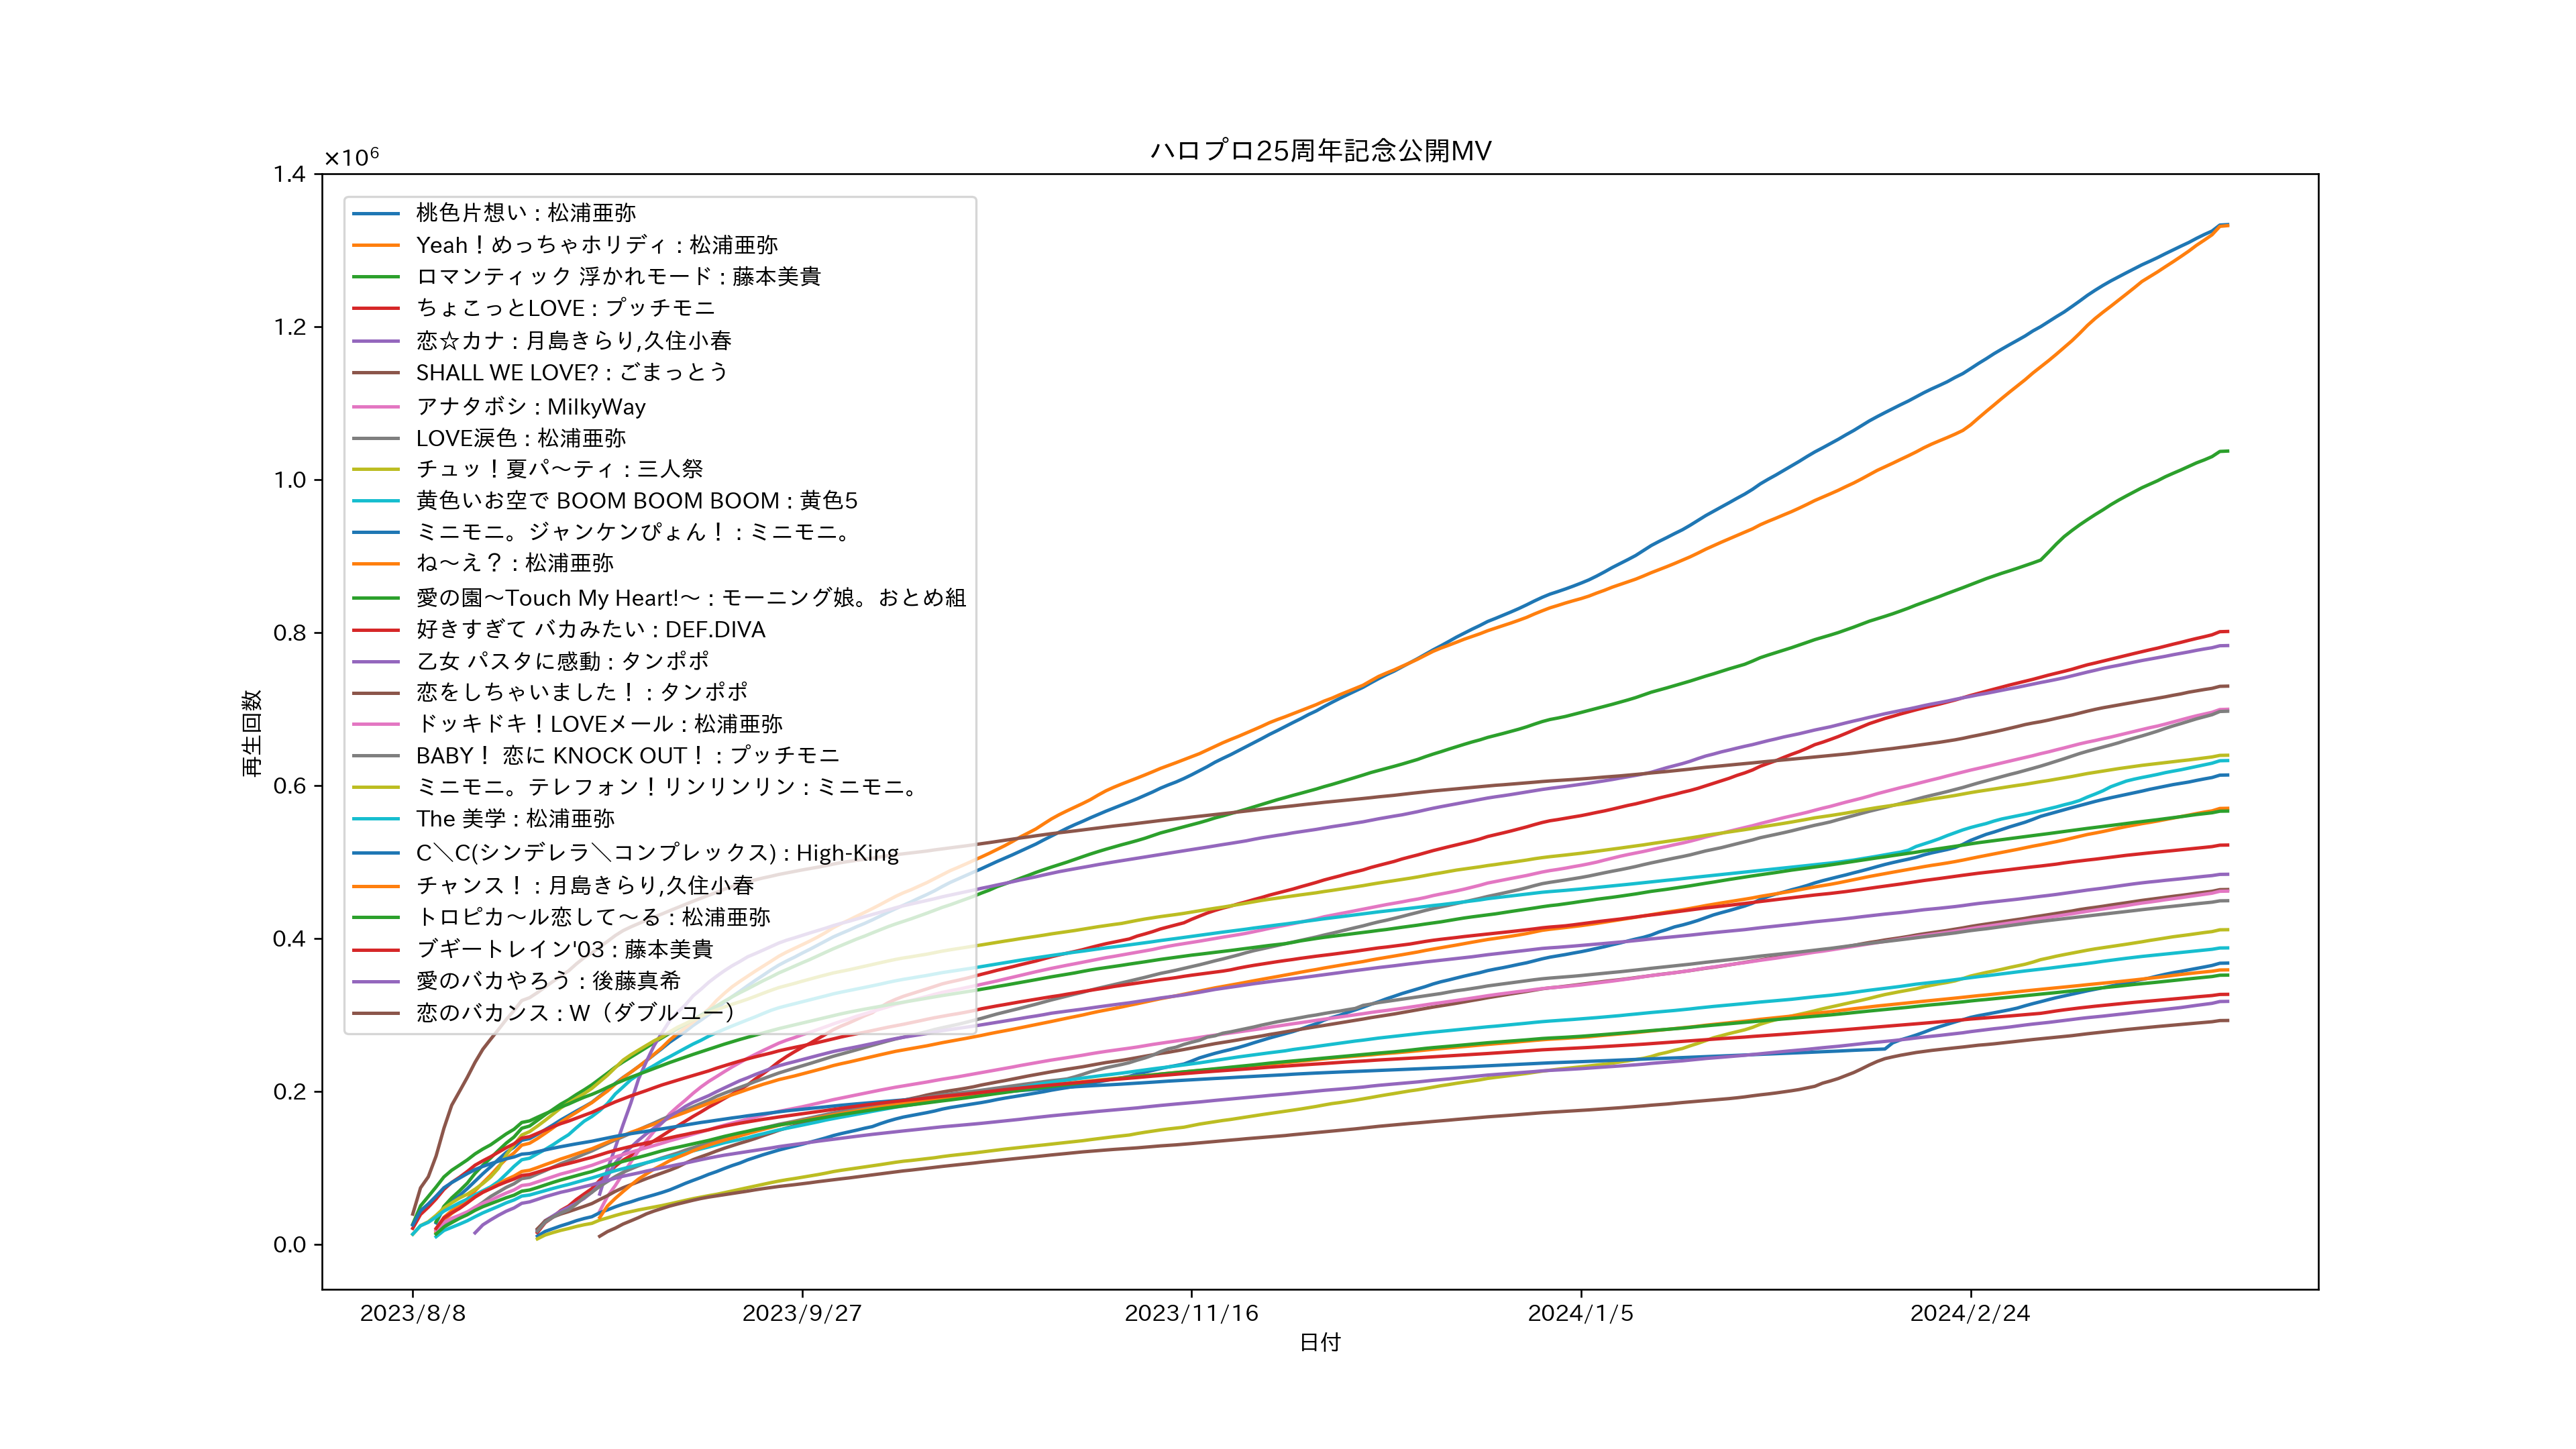 ハロプロ25周年記念公開MV
×10⁶
1.4
1.2
1.0
0.8
0.6
0.4
0.2
0.0
再生回数
桃色片想い : 松浦亜弥
Yeah！めっちゃホリディ : 松浦亜弥
ロマンティック 浮かれモード : 藤本美貴
ちょこっとLOVE : プッチモニ
恋☆カナ : 月島きらり,久住小春
SHALL WE LOVE? : ごまっとう
アナタボシ : MilkyWay
LOVE涙色 : 松浦亜弥
チュッ！夏パ〜ティ : 三人祭
黄色いお空で BOOM BOOM BOOM : 黄色5
ミニモニ。ジャンケンぴょん！ : ミニモニ。
ね〜え？ : 松浦亜弥
愛の園〜Touch My Heart!〜 : モーニング娘。おとめ組
好きすぎて バカみたい : DEF.DIVA
乙女 パスタに感動 : タンポポ
恋をしちゃいました！ : タンポポ
ドッキドキ！LOVEメール : 松浦亜弥
BABY！ 恋に KNOCK OUT！ : プッチモニ
ミニモニ。テレフォン！リンリンリン : ミニモニ。
The 美学 : 松浦亜弥
C＼C(シンデレラ＼コンプレックス) : High-King
チャンス！ : 月島きらり,久住小春
トロピカ〜ル恋して〜る : 松浦亜弥
ブギートレイン'03 : 藤本美貴
愛のバカやろう : 後藤真希
恋のバカンス : W（ダブルユー）
2023/8/8
2023/9/27
2023/11/16
2024/1/5
2024/2/24
日付